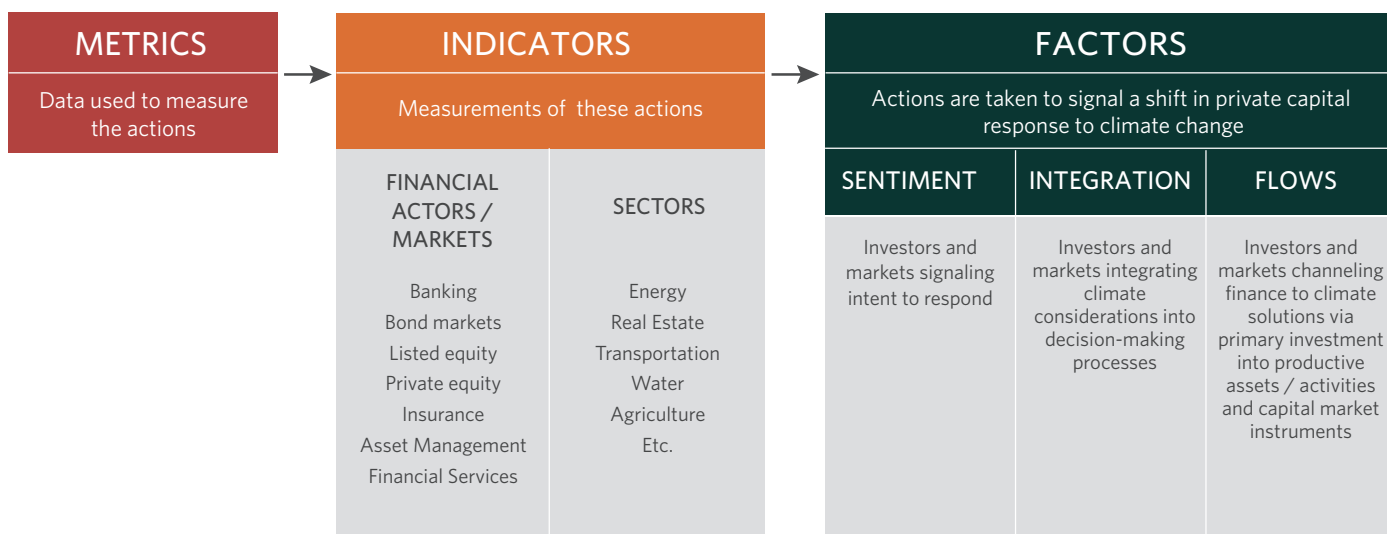 METRICS
Data used to measure
the actions
INDICATORS
Measurements of these actions
FINANCIAL
ACTORS /
MARKETS
Banking
Bond markets
Listed equity
Private equity
Insurance
Asset Management
Financial Services
SECTORS
Energy
Real Estate
Transportation
Water
Agriculture
Etc.
FACTORS
Actions are taken to signal a shift in private capital
response to climate change
SENTIMENT
Investors and
markets signaling
intent to respond
INTEGRATION
Investors and
markets integrating
climate
considerations into
decision-making
processes
FLOWS
Investors and
markets channeling
finance to climate
solutions via
primary investment
into productive
assets / activities
and capital market
instruments